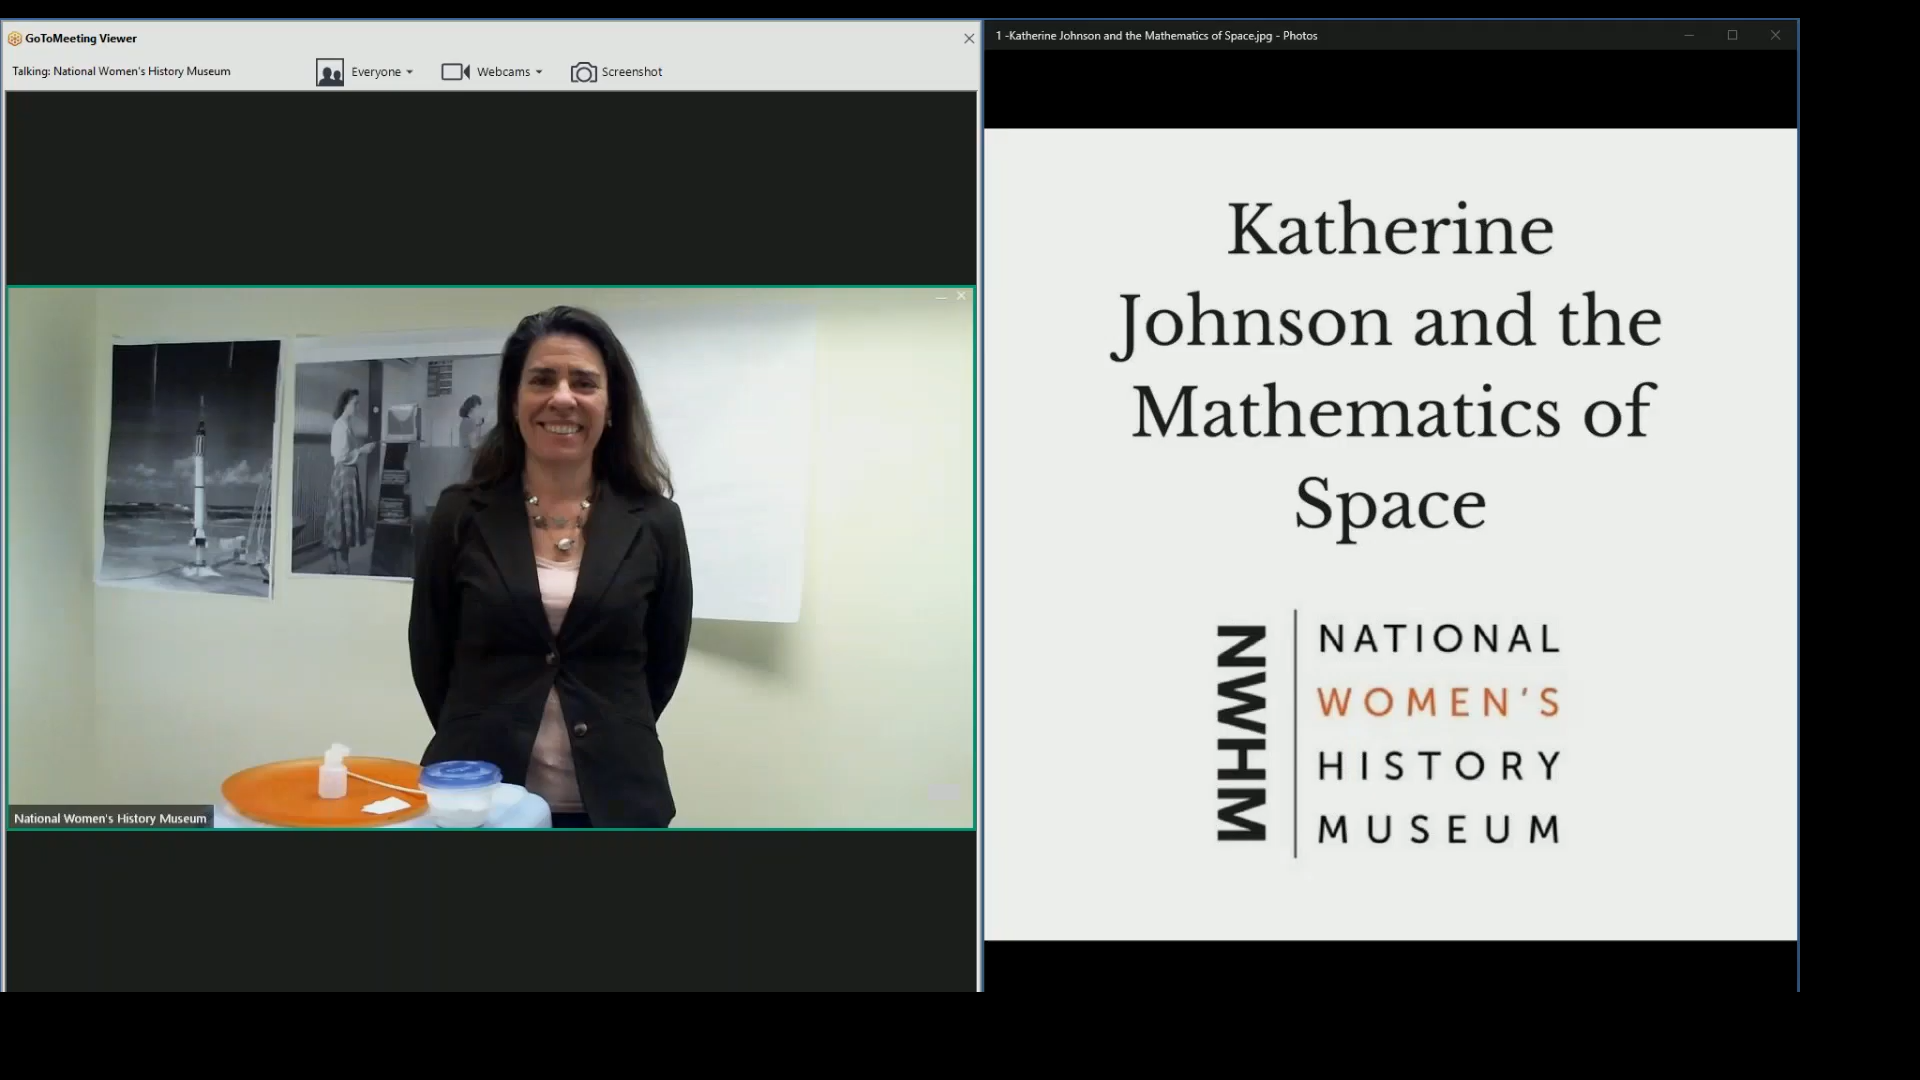 GoToMeeting Viewer
Talking: National Women's History Museum
Everyone
Webcams
Screenshot
National Women's History Museum
1 -Katherine Johnson and the Mathematics of Space.jpg - Photos
Katherine
Johnson and the
Mathematics of
Space
NWHM
NATIONAL
WOMEN'S
HISTORY
MUSEUM